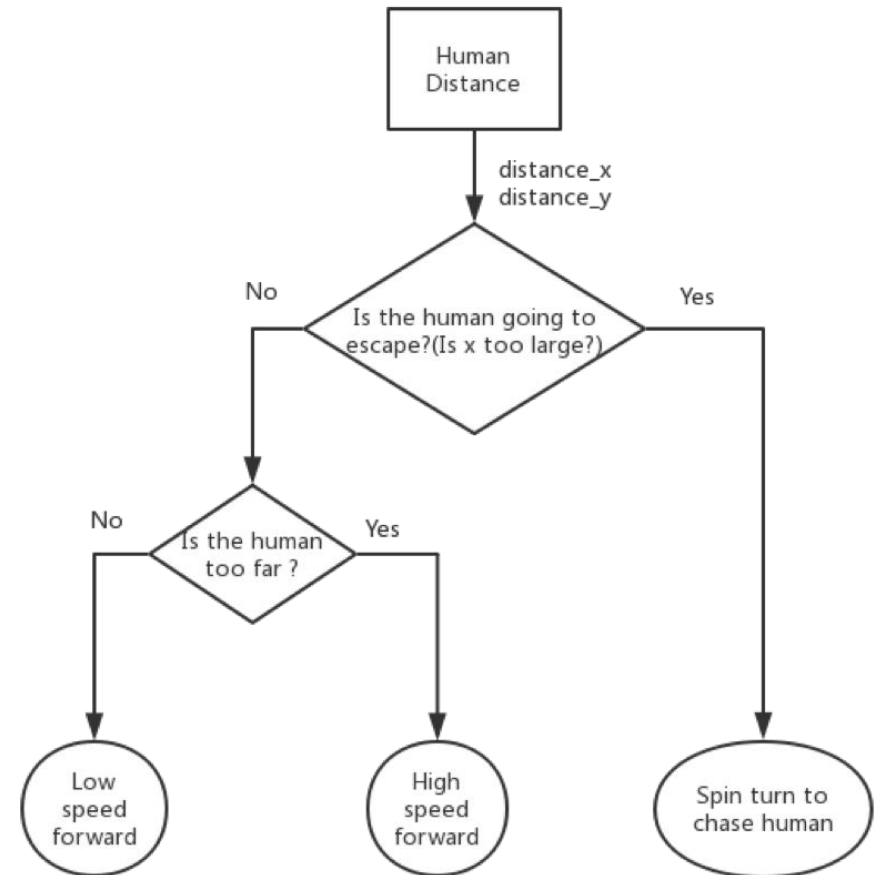 Human
Distance
distance_x
distance_y
No
Yes
Is the human going to
escape?(Is x too large?)
No
Yes
Is the human
too far ?
Low
speed
forward
High
speed
forward
Spin turn to
chase human